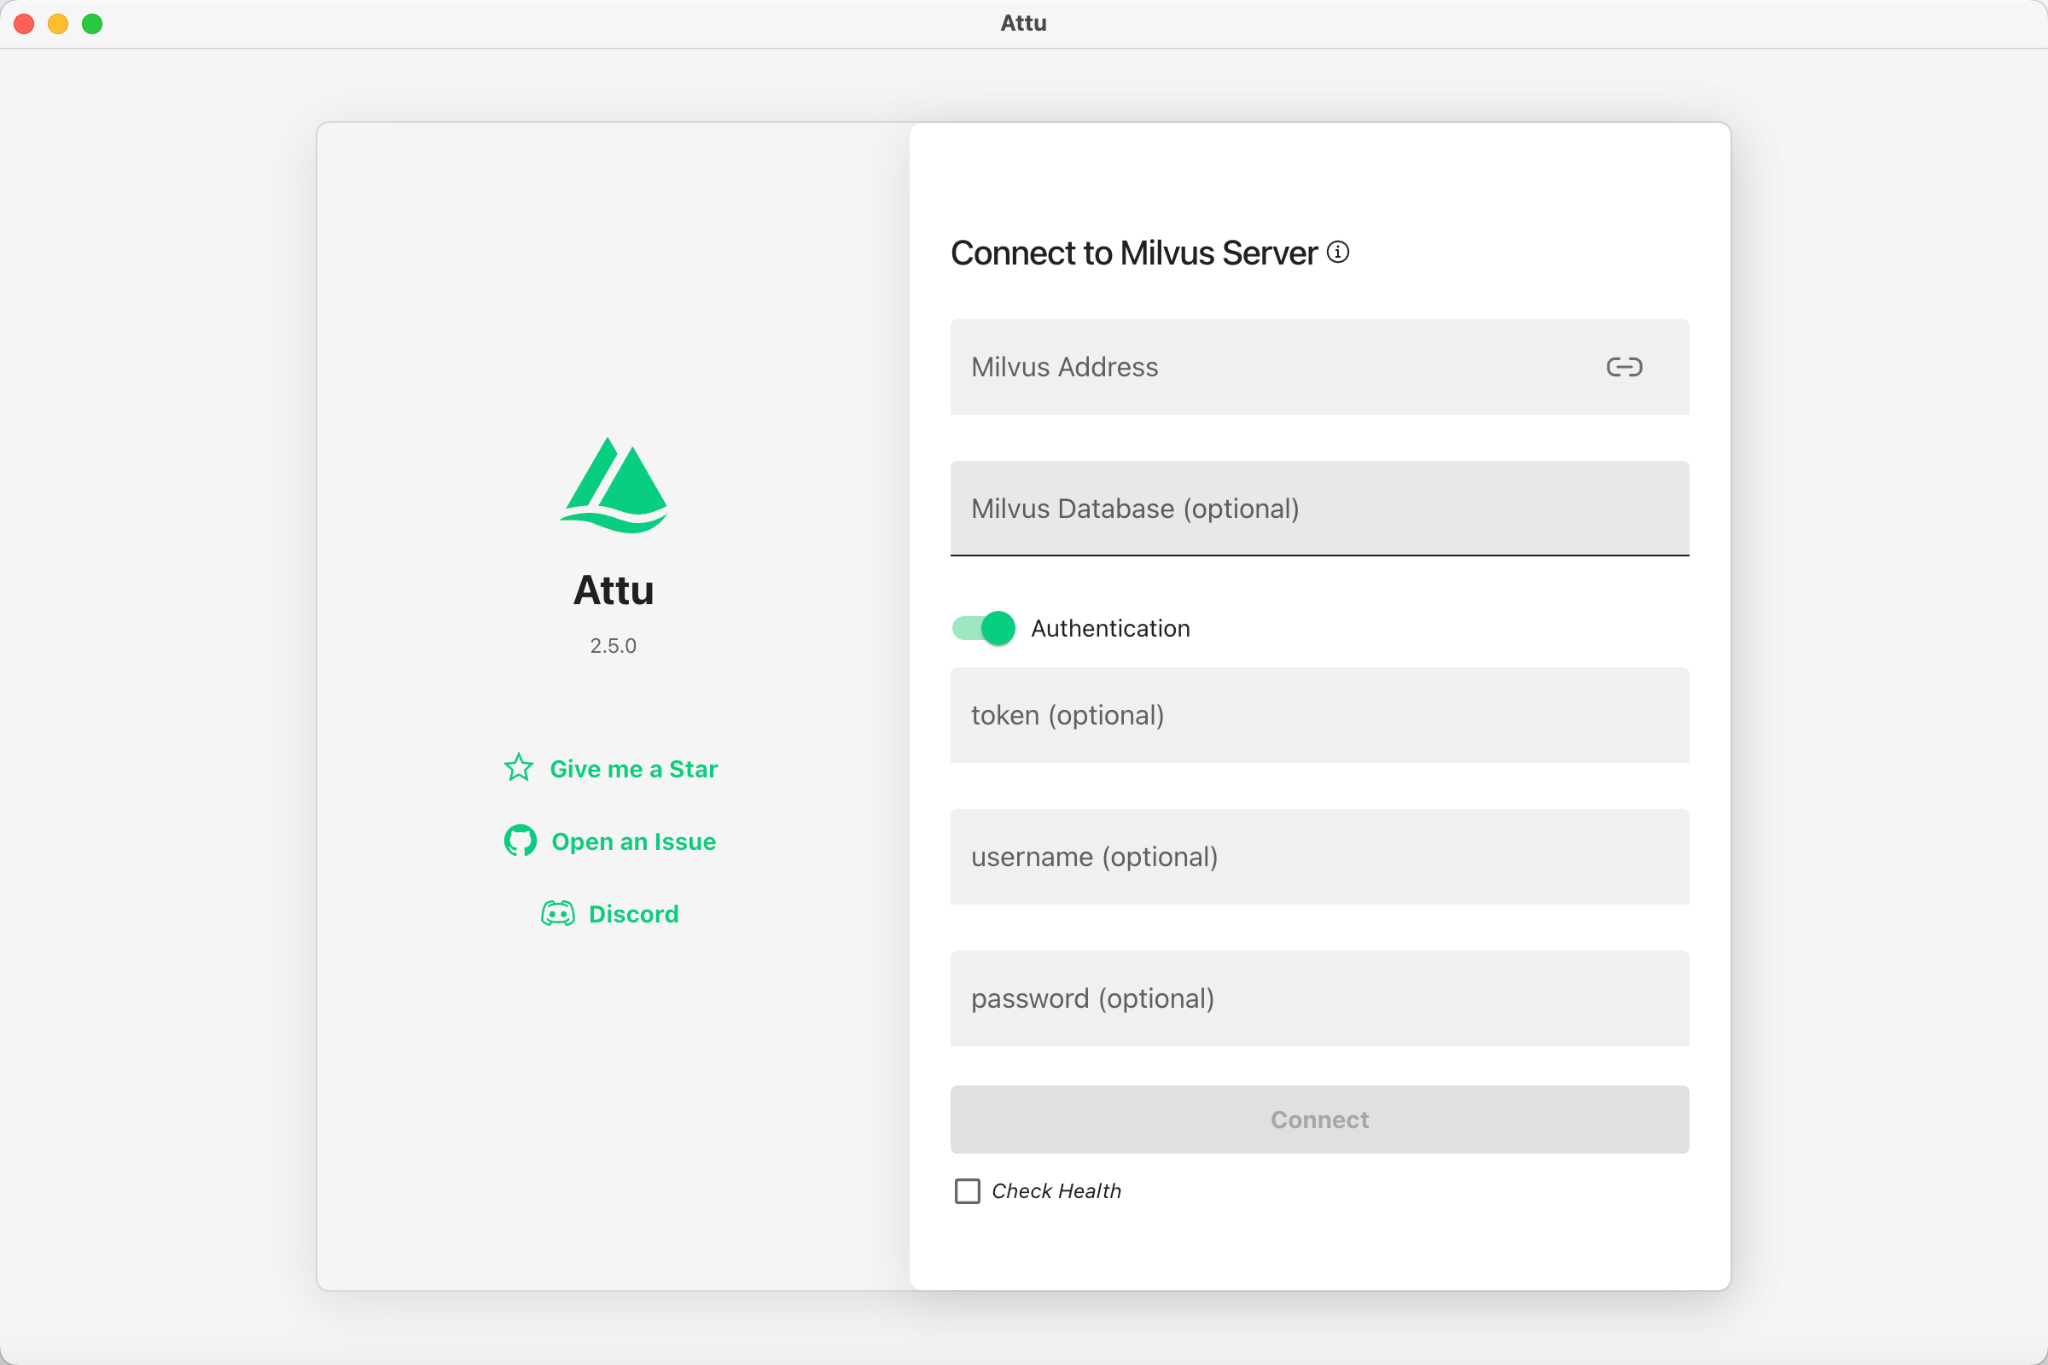 Attu
Attu
2.5.0
Give me a Star
Open an Issue
Discord
Connect to Milvus Server
Milvus Address
Milvus Database (optional)
Authentication
token (optional)
username (optional)
password (optional)
Connect
Check Health